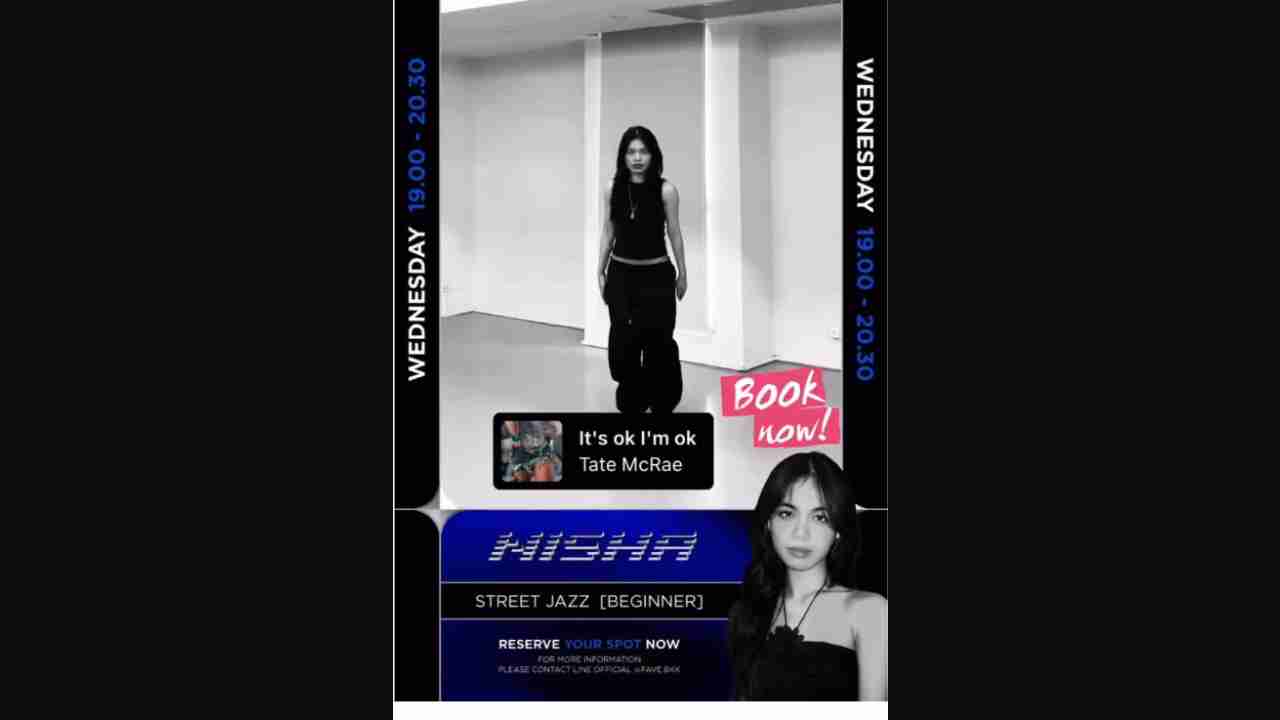 WEDNESDAY 19.00 - 20.30
WEDNESDAY 19.00 - 20.30
Book
now!
It's ok I'm ok
Tate McRae
NISHA
STREET JAZZ [BEGINNER]
RESERVE YOUR SPOT NOW
FOR MORE INFORMATION
PLEASE CONTACT LINE OFFICIAL @FAVE.BKK